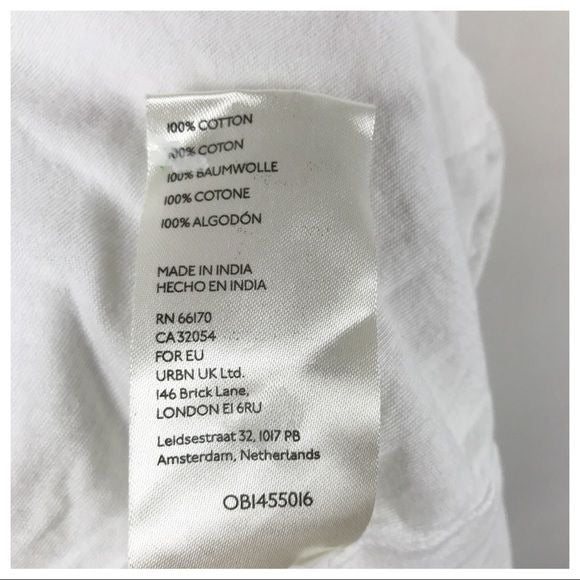 100% COTTON
100% COTON
100% BAUMWOLLE
100% COTONE
100% ALGODÓN
MADE IN INDIA
HECHO EN INDIA
RN 66170
CA 32054
FOR EU
URBN UK Ltd.
146 Brick Lane,
LONDON E1 6RU
Leidsestraat 32, 1017 PB
Amsterdam, Netherlands
OB1455016